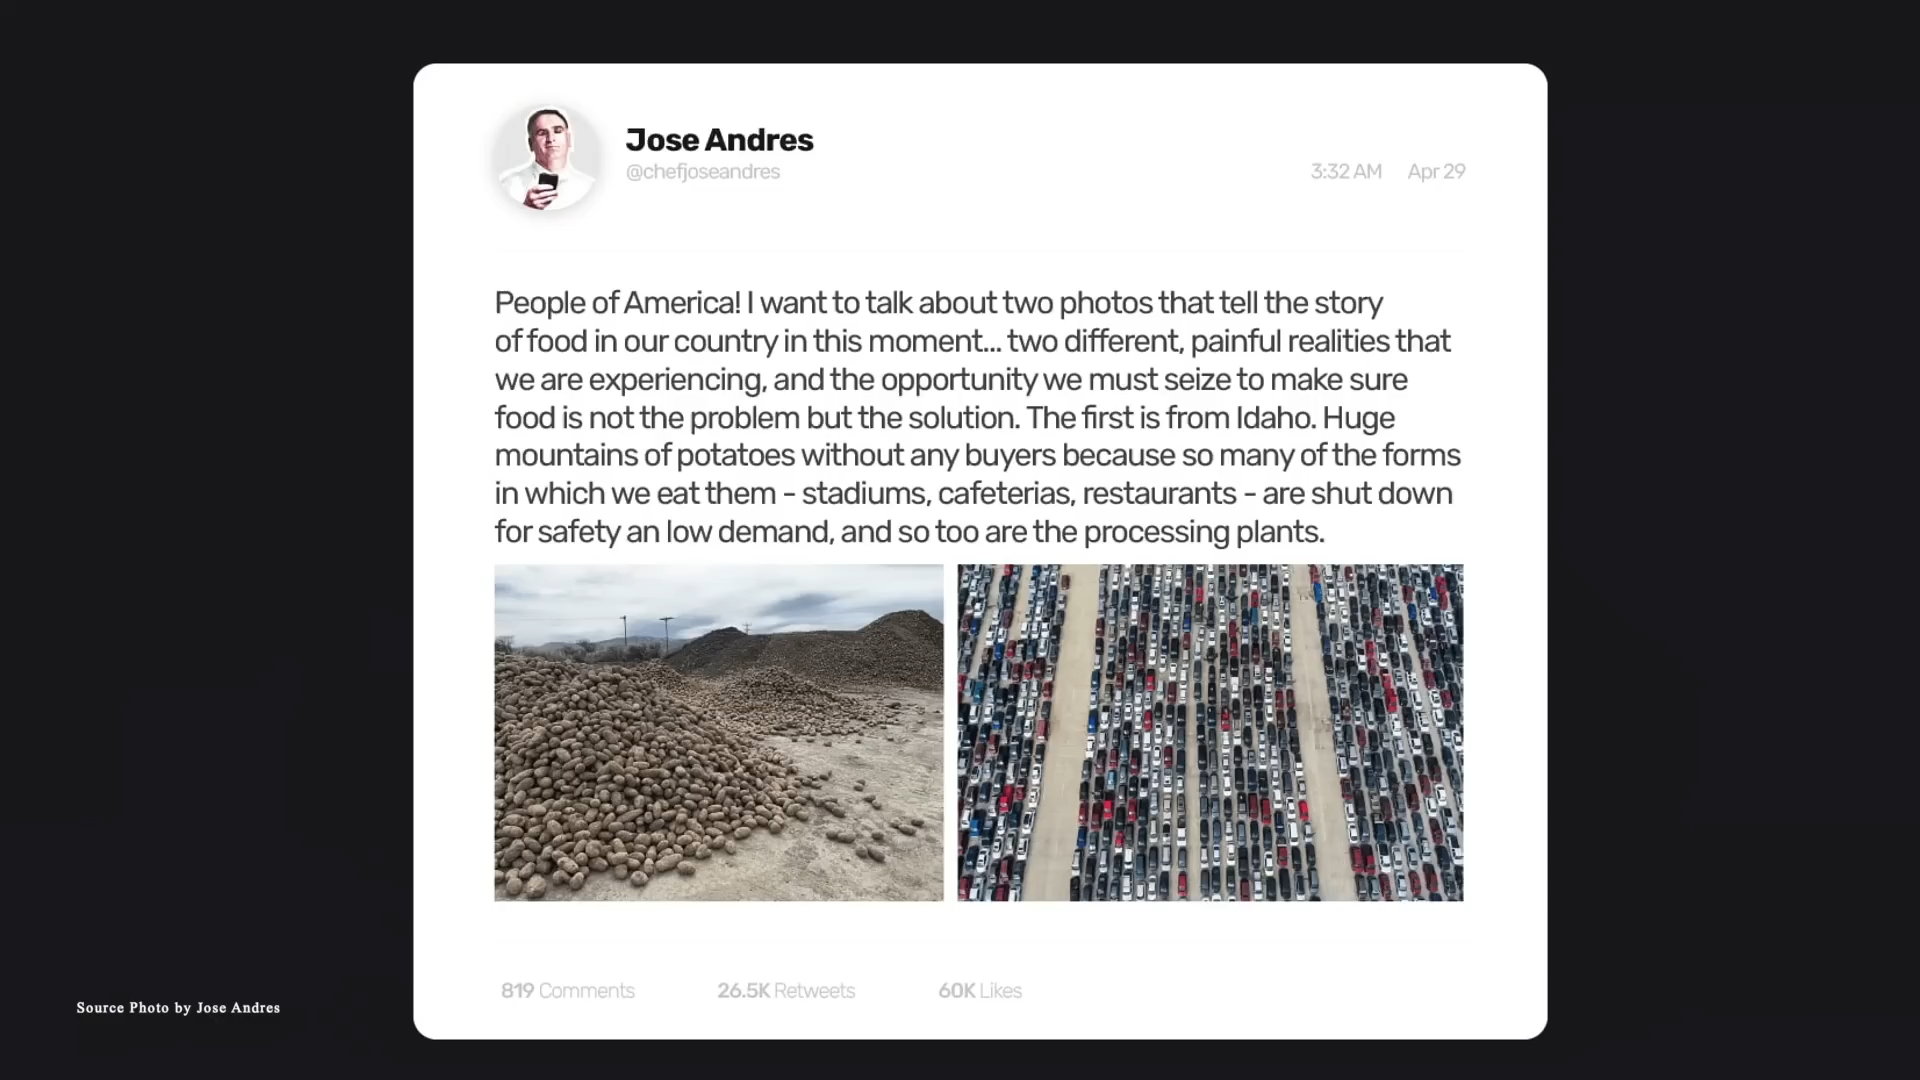 Jose Andres
@chefjoseandres
3:32 AM Apr 29
People of America! I want to talk about two photos that tell the story
of food in our country in this moment... two different, painful realities that
we are experiencing, and the opportunity we must seize to make sure
food is not the problem but the solution. The first is from Idaho. Huge
mountains of potatoes without any buyers because so many of the forms
in which we eat them - stadiums, cafeterias, restaurants - are shut down
for safety an low demand, and so too are the processing plants.
819 Comments 26.5K Retweets 60K Likes
Source Photo by Jose Andres